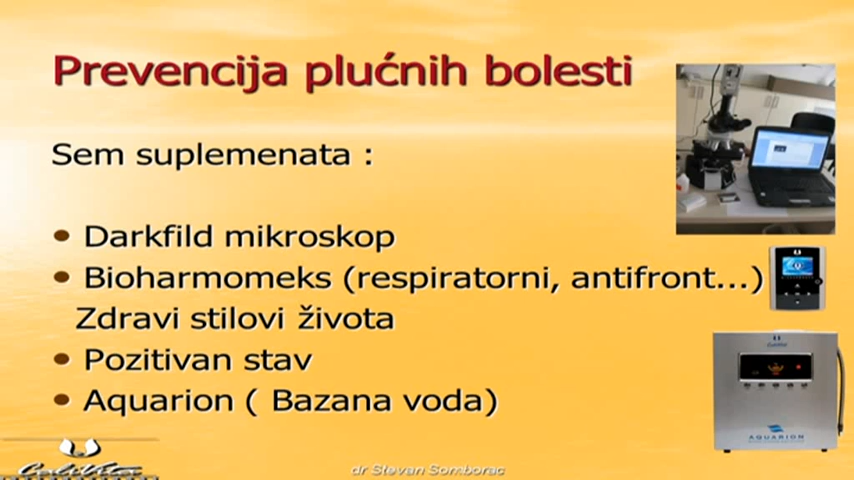 Prevencija plućnih bolesti
Sem suplemenata :
• Darkfild mikroskop
• Bioharmomeks (respiratorni, antifront...)
Zdravi stilovi života
• Pozitivan stav
• Aquarion ( Bazana voda)
AQUARION
CaliVita
dr Stevan Somborac